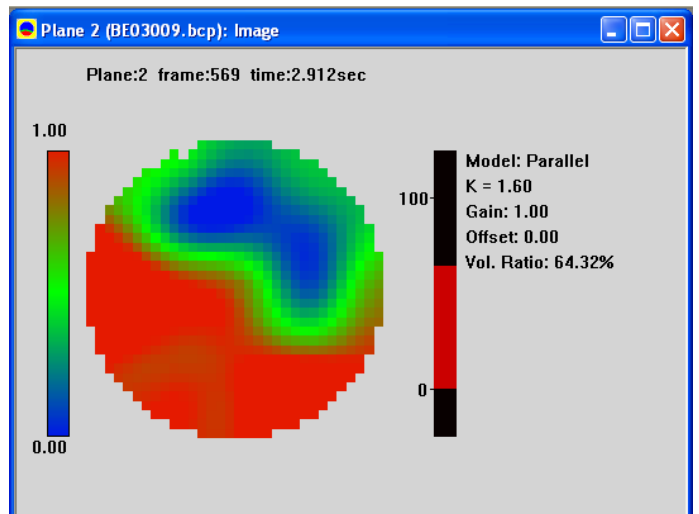 Plane 2 (BE03009.bcp): Image
Plane:2 frame:569 time:2.912sec
1.00
0.00
100
0
Model: Parallel
K = 1.60
Gain: 1.00
Offset: 0.00
Vol. Ratio: 64.32%